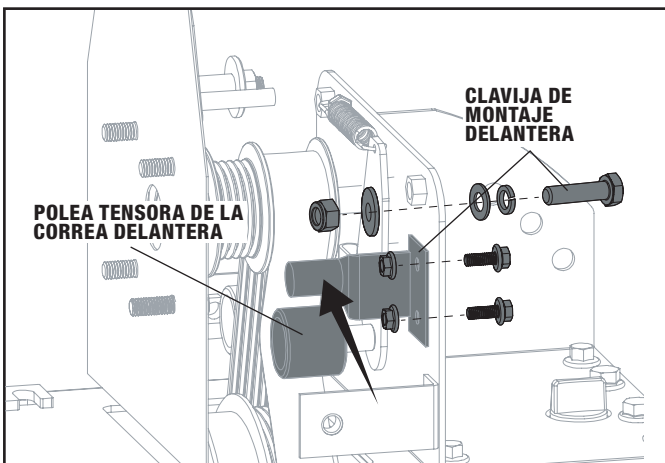 CLAVIJA DE
MONTAJE
DELANTERA
POLEA TENSORA DE LA
CORREA DELANTERA